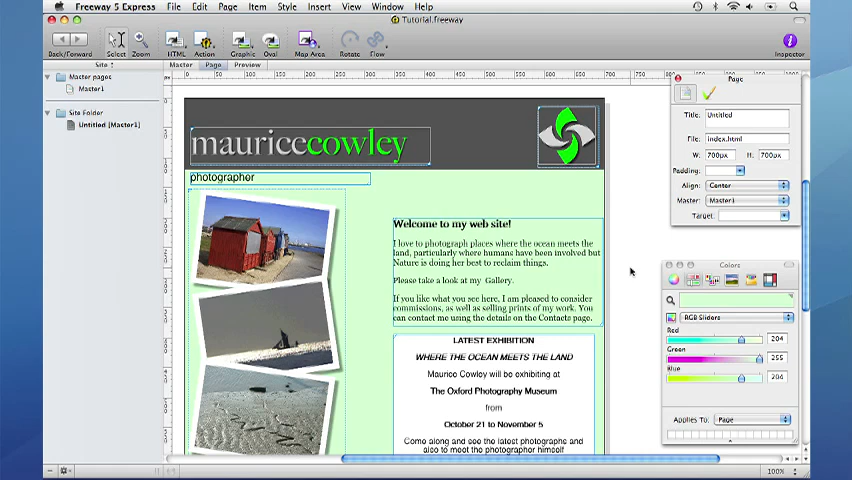 Freeway 5 Express File Edit Page Item Style Insert Media Window Help
Tutorial.freeway
Back/Forward Select Zoom HTML Action Graphic Oval Map Area Rotate Flow Inspector
Site Master Page Preview
Master pages
Master1
Site Folder
Untitled [Master1]
mauricecowley
photographer
Welcome to my web site!
I love to photograph places where the ocean meets the
land, particularly where humans have been involved but
Nature is doing her best to reclaim things.
Please take a look at my Gallery.
If you like what you see here, I am pleased to consider
commissions, as well as selling prints of my work. You
can contact me using the details on the Contacts page.
LATEST EXHIBITION
WHERE THE OCEAN MEETS THE LAND
Maurice Cowley will be exhibiting at
The Oxford Photography Museum
from
October 21 to November 5
Come along and see the latest photographs and
also to meet the photographer himself
Page
Title: Untitled
File: index.html
W: 700px H: 700px
Padding:
Align: Center
Master: Master1
Target:
Colors
RGB Sliders
Red
204
Green
255
Blue
204
Applies To: Page
100%